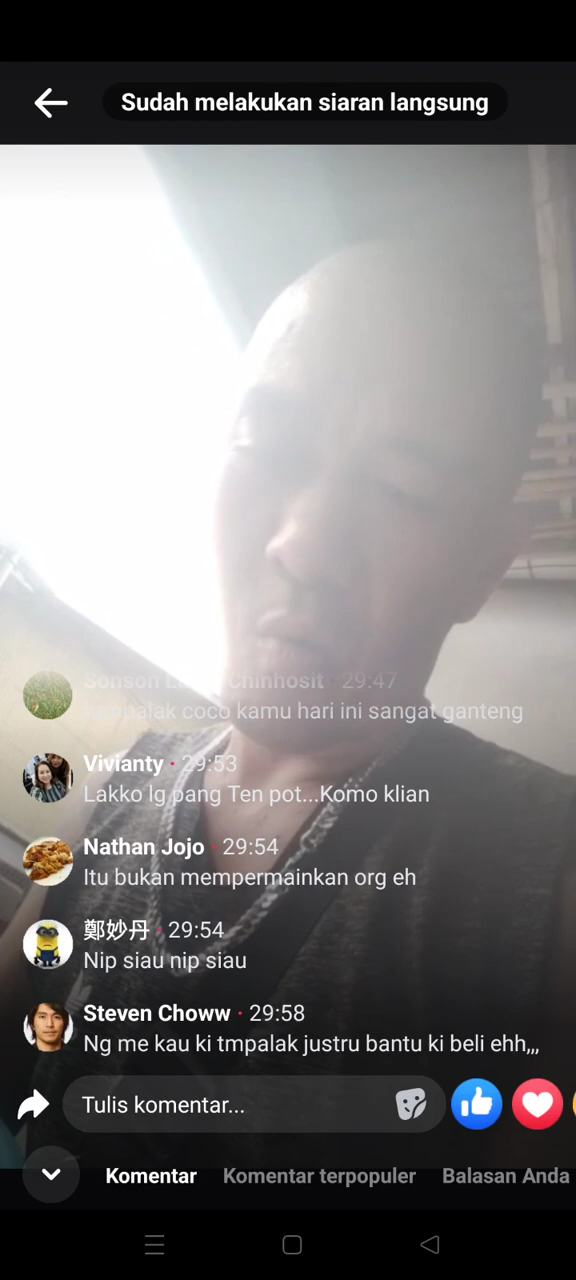 Sudah melakukan siaran langsung
Sonson Chinhosit · 29:47
coco kamu hari ini sangat ganteng
Vivianty · 29:53
Lakko lg pang Ten pot...Komo klian
Nathan Jojo · 29:54
Itu bukan mempermainkan org eh
鄭妙丹 · 29:54
Nip siau nip siau
Steven Choww · 29:58
Ng me kau ki tmpalak justru bantu ki beli ehh,,,
Tulis komentar...
Komentar Komentar terpopuler Balasan Anda